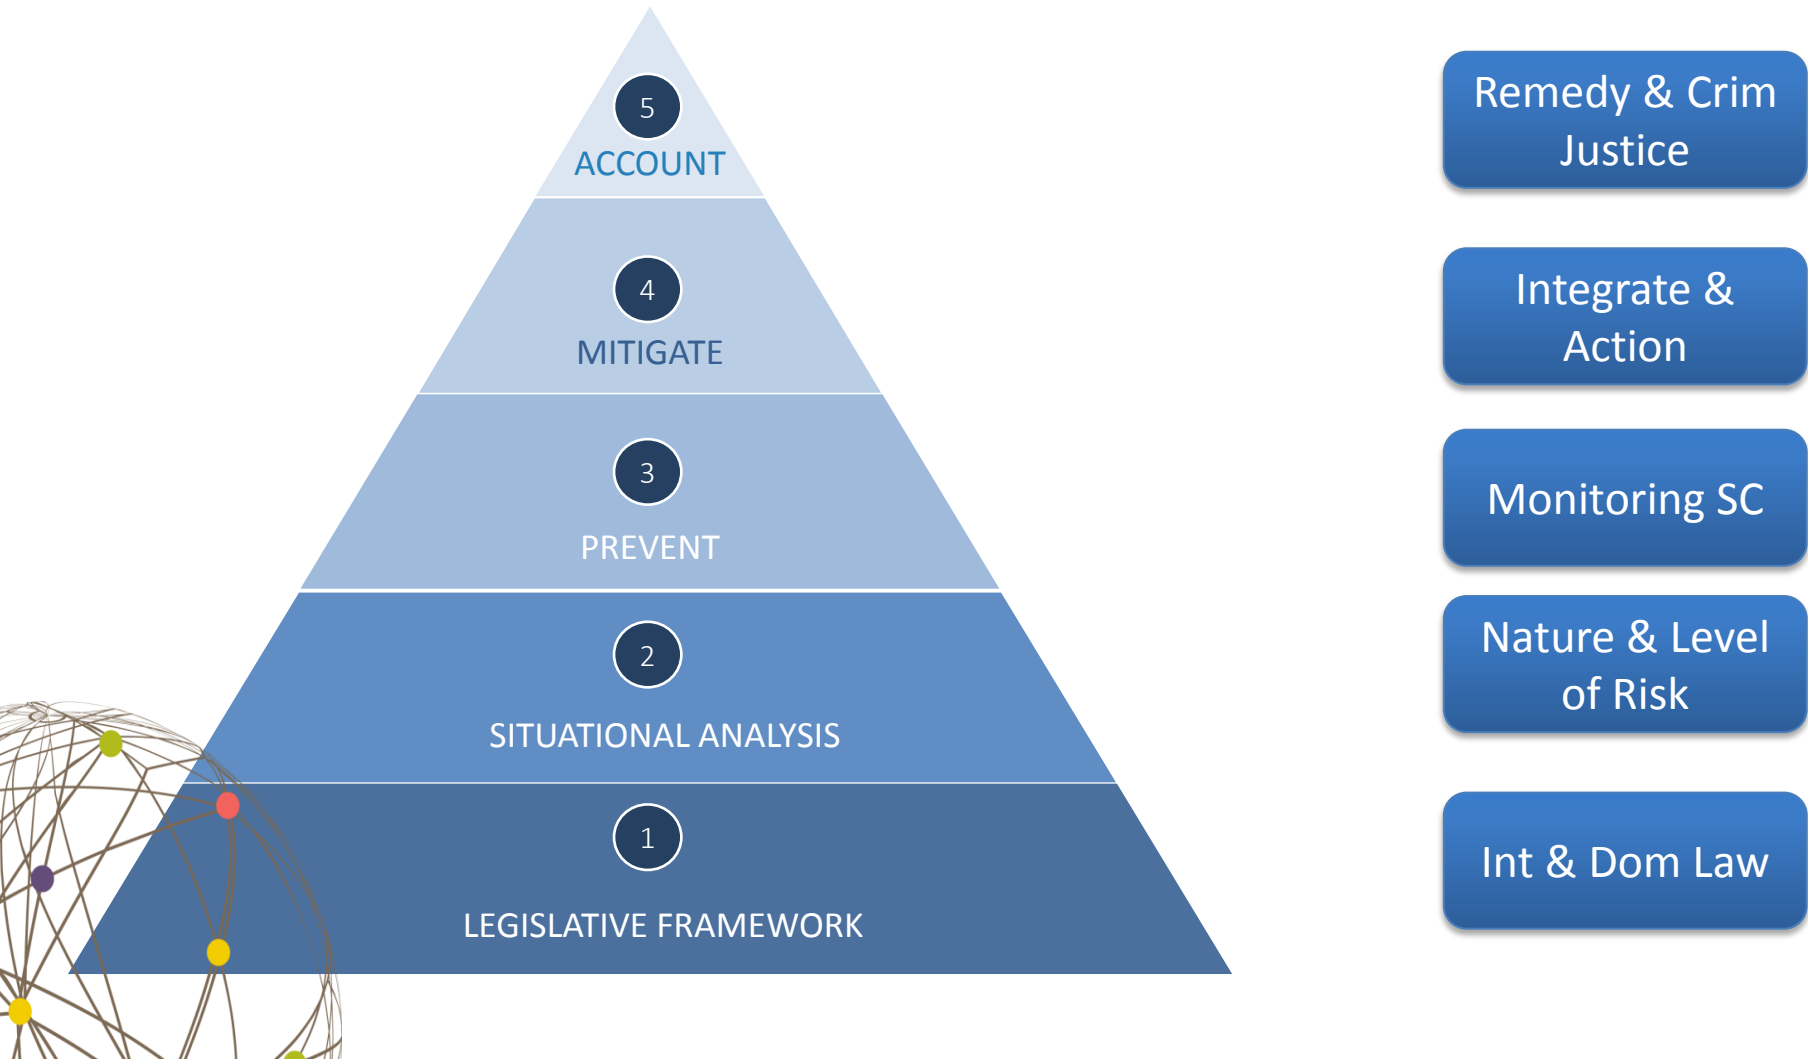 5
ACCOUNT
Remedy & Crim
Justice
4
MITIGATE
Integrate &
Action
3
PREVENT
Monitoring SC
2
SITUATIONAL ANALYSIS
Nature & Level
of Risk
1
LEGISLATIVE FRAMEWORK
Int & Dom Law